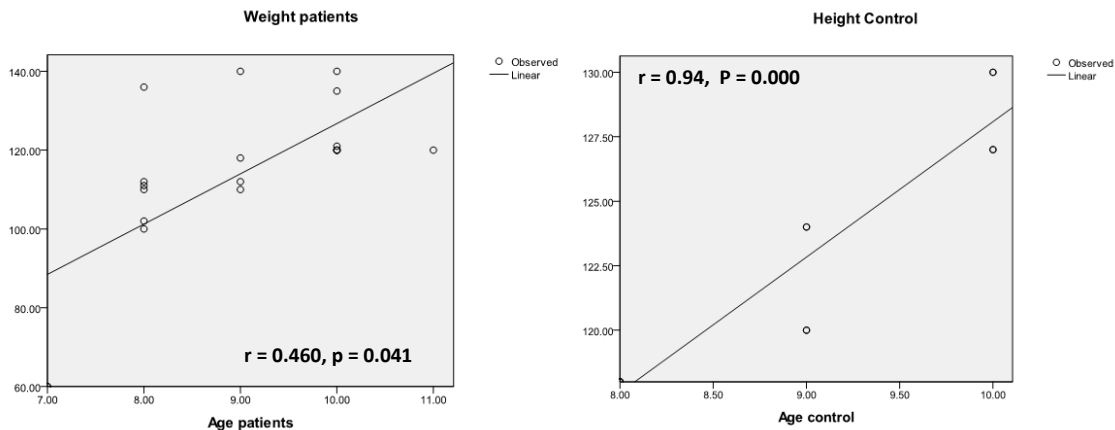 Weight patients
140.00
120.00
100.00
80.00
60.00
7.00 8.00 9.00 10.00 11.00
Age patients
r = 0.460, p = 0.041
Observed
Linear
Height Control
r = 0.94, P = 0.000
130.00
127.50
125.00
122.50
120.00
8.00 8.50 9.00 9.50 10.00
Age control
Observed
Linear